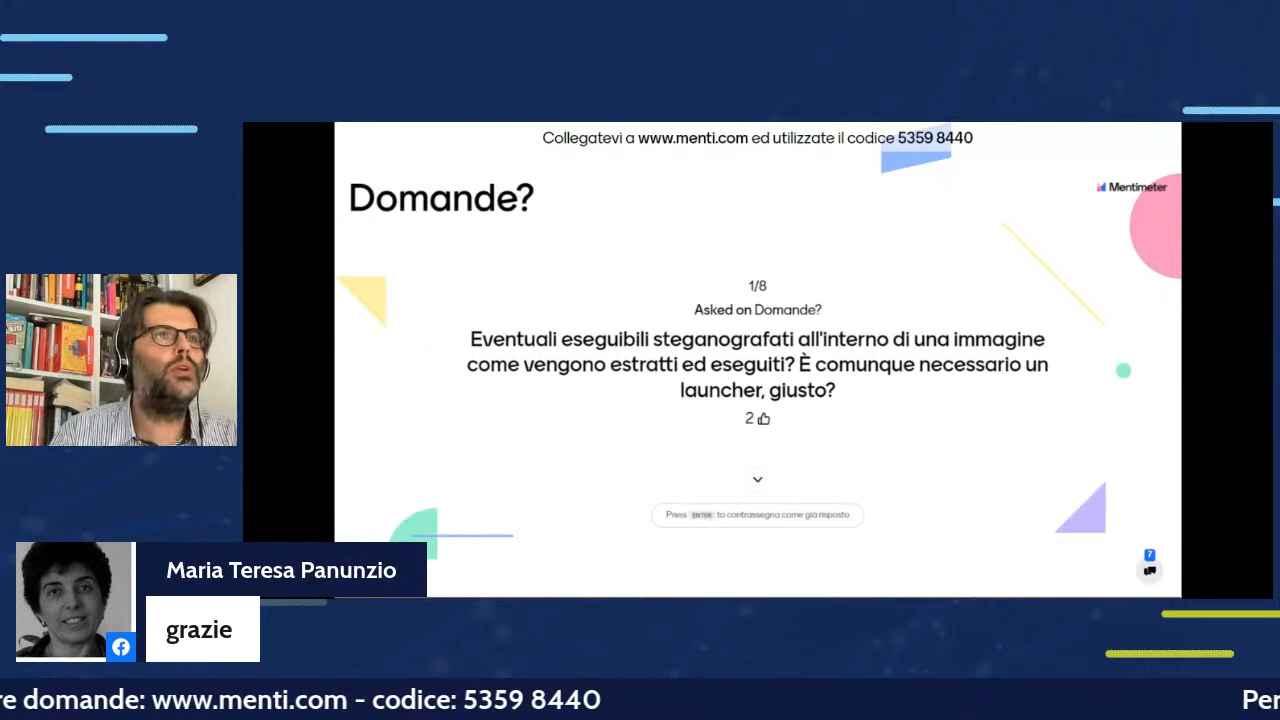 Collegatevi a www.menti.com ed utilizzate il codice 5359 8440
Domande?
Mentimeter
1/8
Asked on Domande?
Eventuali eseguibili steganografati all'interno di una immagine
come vengono estratti ed eseguiti? È comunque necessario un
launcher, giusto?
2
Press ENTER to contrassegna come già risposto
7
Maria Teresa Panunzio
grazie
re domande: www.menti.com - codice: 5359 8440
Per